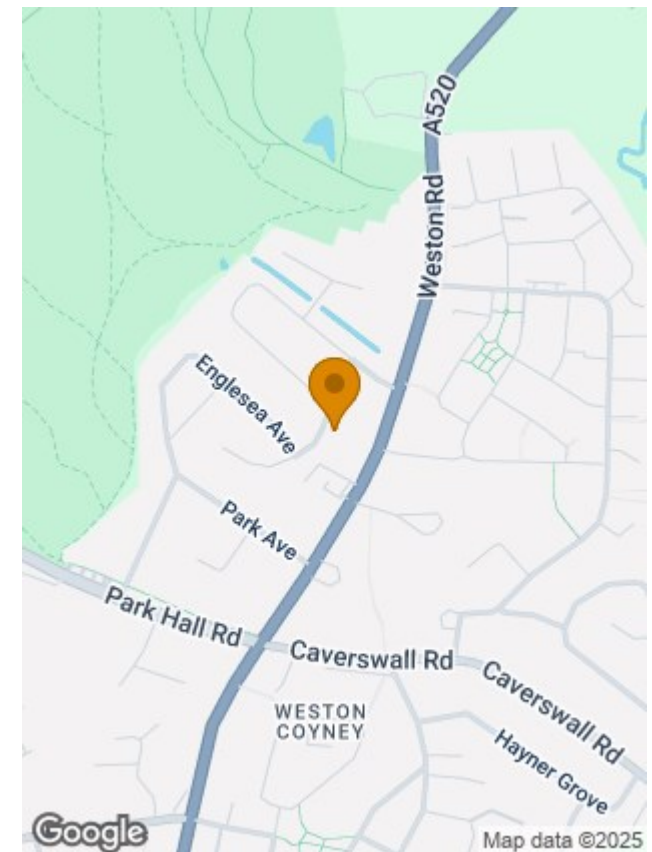 A520
Weston Rd
Englesea Ave
Park Ave
Park Hall Rd
Caverswall Rd
Caverswall Rd
WESTON
COYNEY
Hayner Grove
Google
Map data ©2025